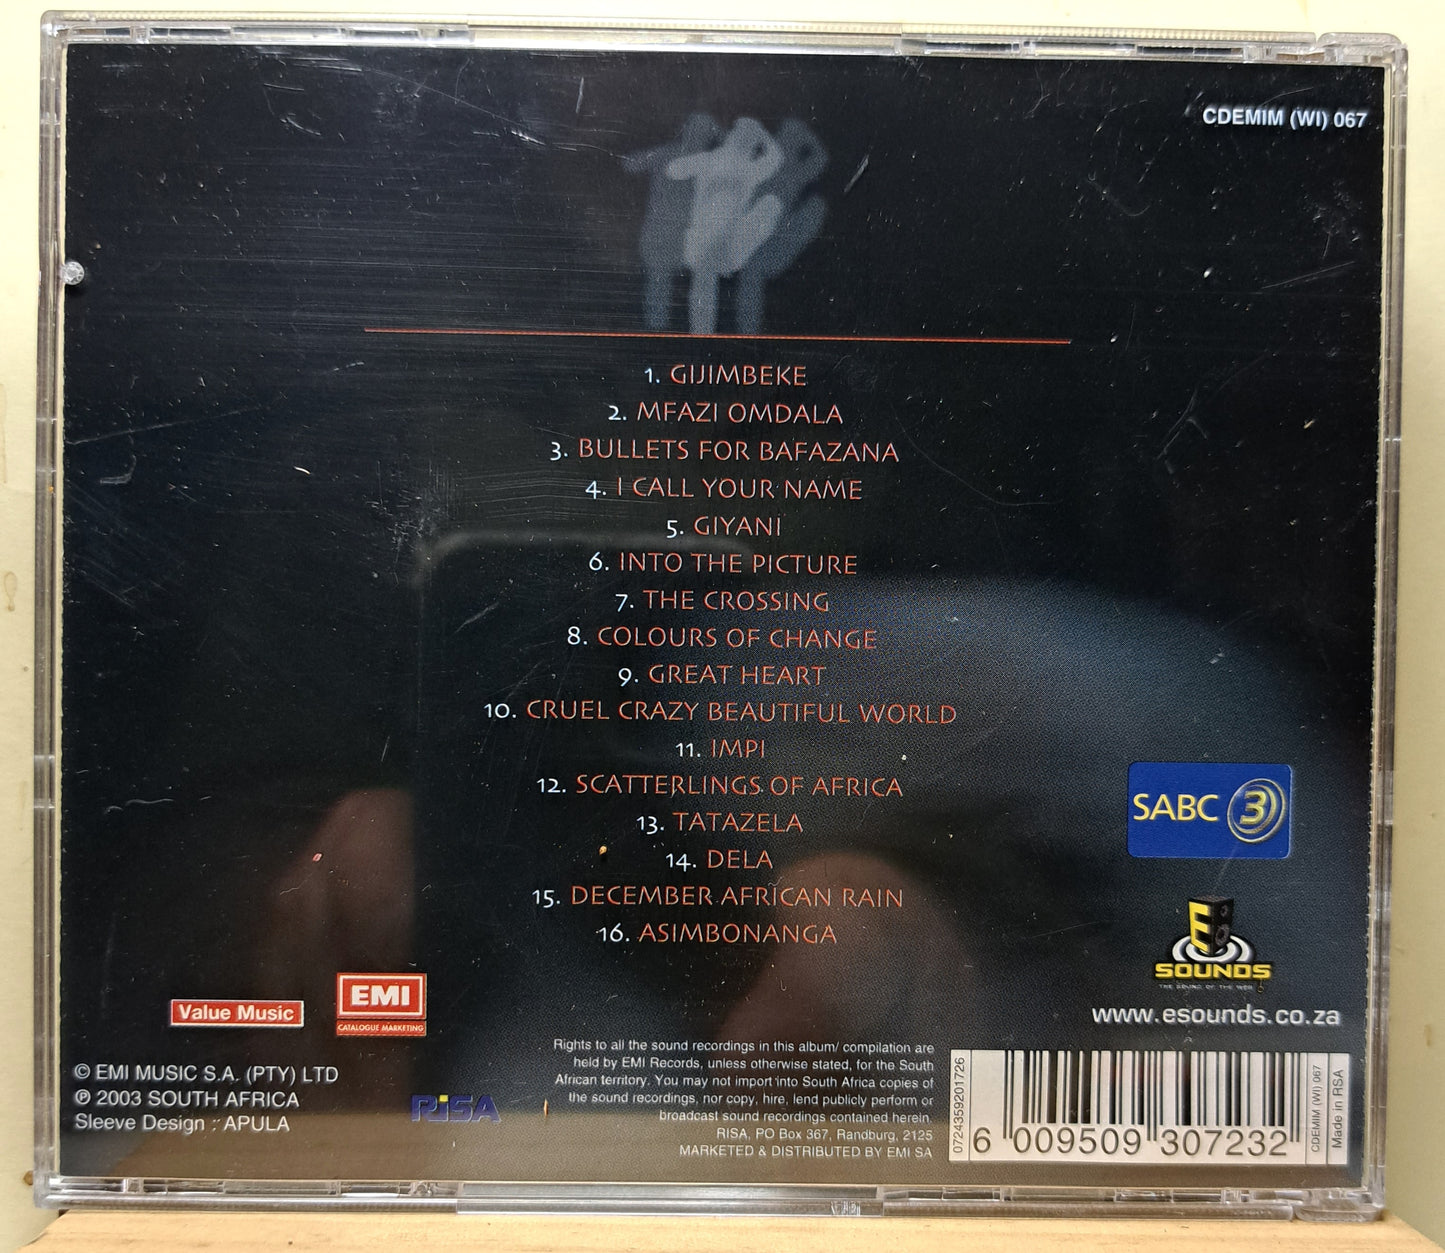 CDEMIM (WI) 067
1. GIJIMBEKE
2. MFAZI OMDALA
3. BULLETS FOR BAFAZANA
4. I CALL YOUR NAME
5. GIYANI
6. INTO THE PICTURE
7. THE CROSSING
8. COLOURS OF CHANGE
9. GREAT HEART
10. CRUEL CRAZY BEAUTIFUL WORLD
11. IMPI
12. SCATTERLINGS OF AFRICA
13. TATAZELA
14. DELA
15. DECEMBER AFRICAN RAIN
16. ASIMBONANGA
SABC 3
E
SOUNDS
THE SOUND OF THE WEB
www.esounds.co.za
Value Music
EMI
CATALOGUE MARKETING
© EMI MUSIC S.A. (PTY) LTD
℗ 2003 SOUTH AFRICA
Sleeve Design : APULA
RiSA
Rights to all the sound recordings in this album/ compilation are
held by EMI Records, unless otherwise stated, for the South
African territory. You may not import into South Africa copies of
the sound recordings, nor copy, hire, lend publicly perform or
broadcast sound recordings contained herein.
RISA, PO Box 367, Randburg, 2125
MARKETED & DISTRIBUTED BY EMI SA
0724359201726
6 009509 307232
CDEMIM (WI) 067
Made in RSA